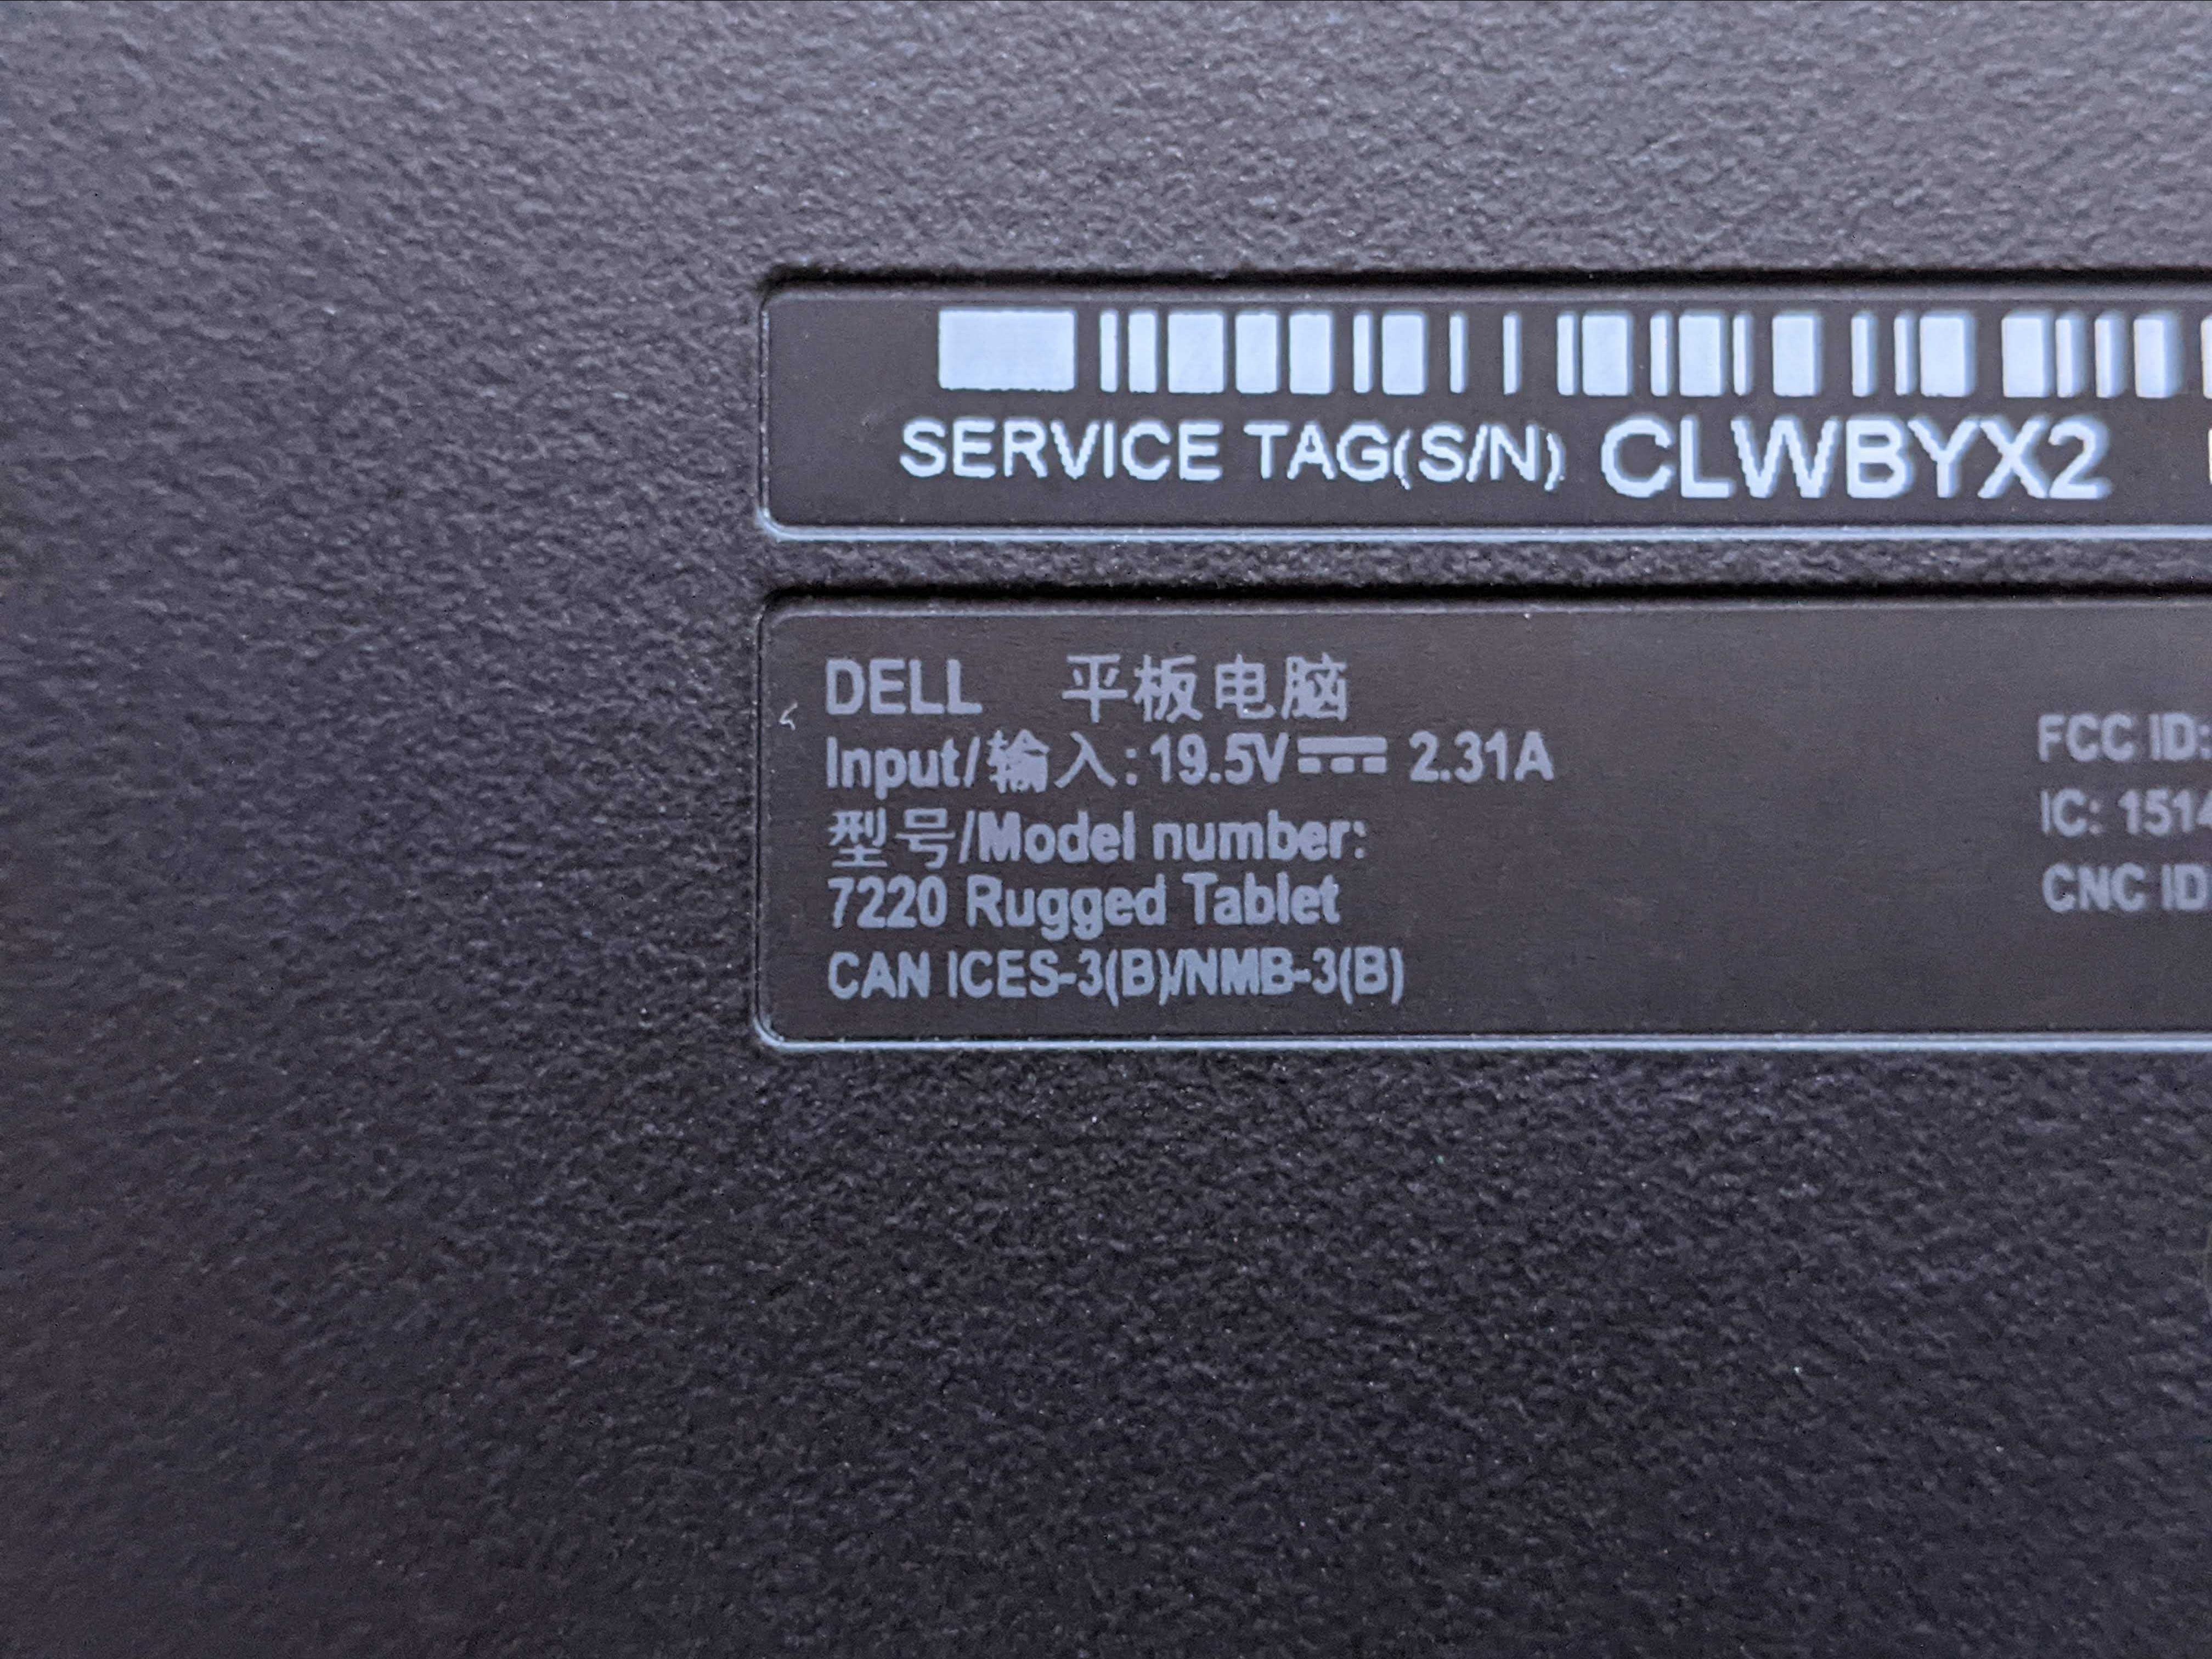 SERVICE TAG(S/N) CLWBYX2
DELL 平板电脑
Input/输入: 19.5V⎓ 2.31A
型号/Model number:
7220 Rugged Tablet
CAN ICES-3(B)/NMB-3(B)
FCC ID:
IC: 1514
CNC ID